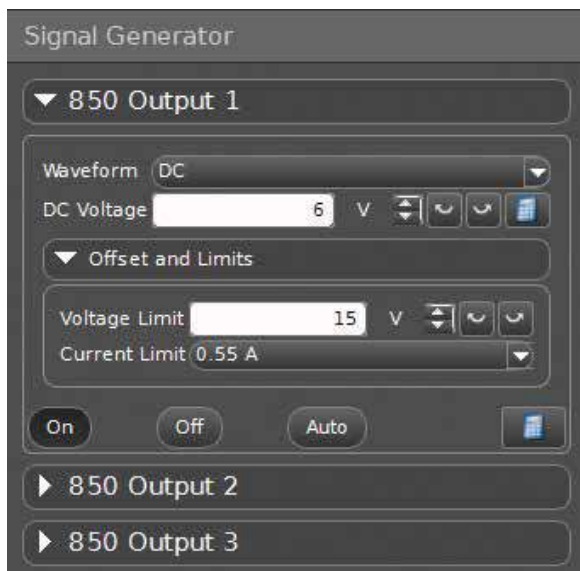 Signal Generator
850 Output 1
Waveform DC
DC Voltage 6 V
Offset and Limits
Voltage Limit 15 V
Current Limit 0.55 A
On Off Auto
850 Output 2
850 Output 3